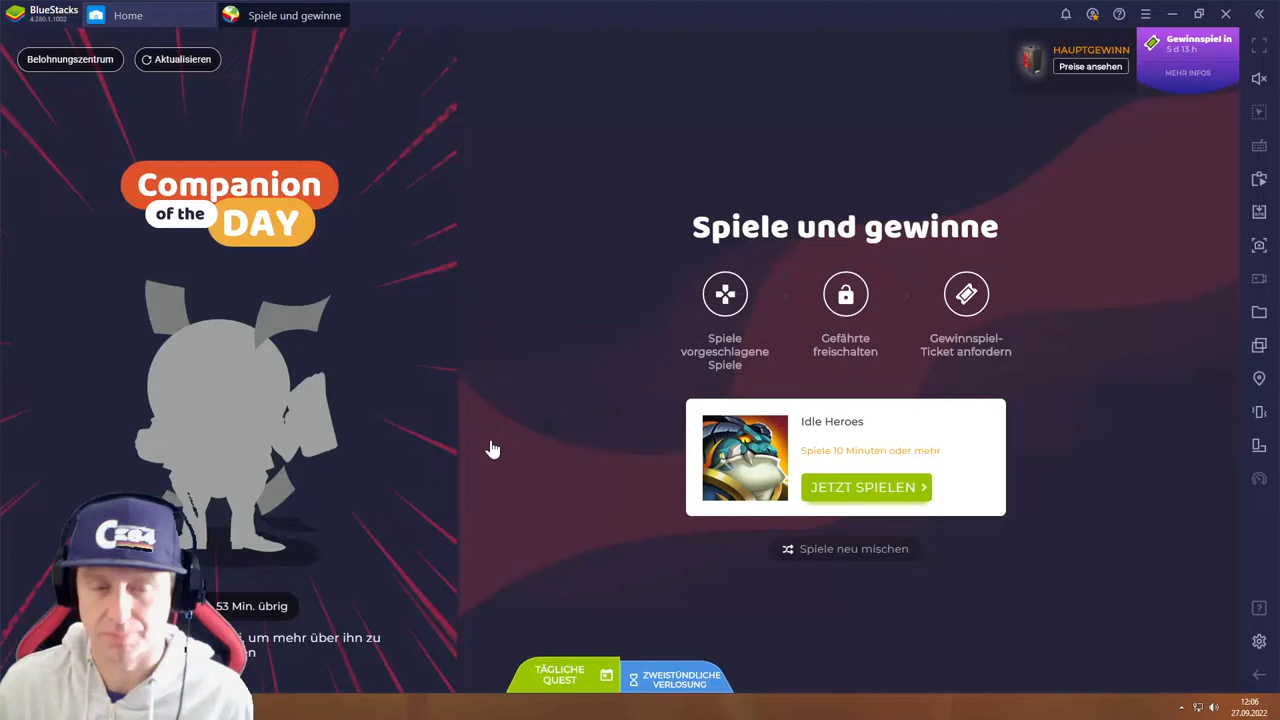 BlueStacks
4.280.1.1002
Home
Spiele und gewinne
Belohnungszentrum
Aktualisieren
HAUPTGEWINN
Preise ansehen
Gewinnspiel in
5 d 13 h
MEHR INFOS
Companion
of the
DAY
Spiele und gewinne
Spiele
vorgeschlagene
Spiele
Gefährte
freischalten
Gewinnspiel-
Ticket anfordern
Idle Heroes
Spiele 10 Minuten oder mehr
JETZT SPIELEN
Spiele neu mischen
53 Min. übrig
um mehr über ihn zu
TÄGLICHE
QUEST
ZWEISTÜNDLICHE
VERLOSUNG
12:06
27.09.2022